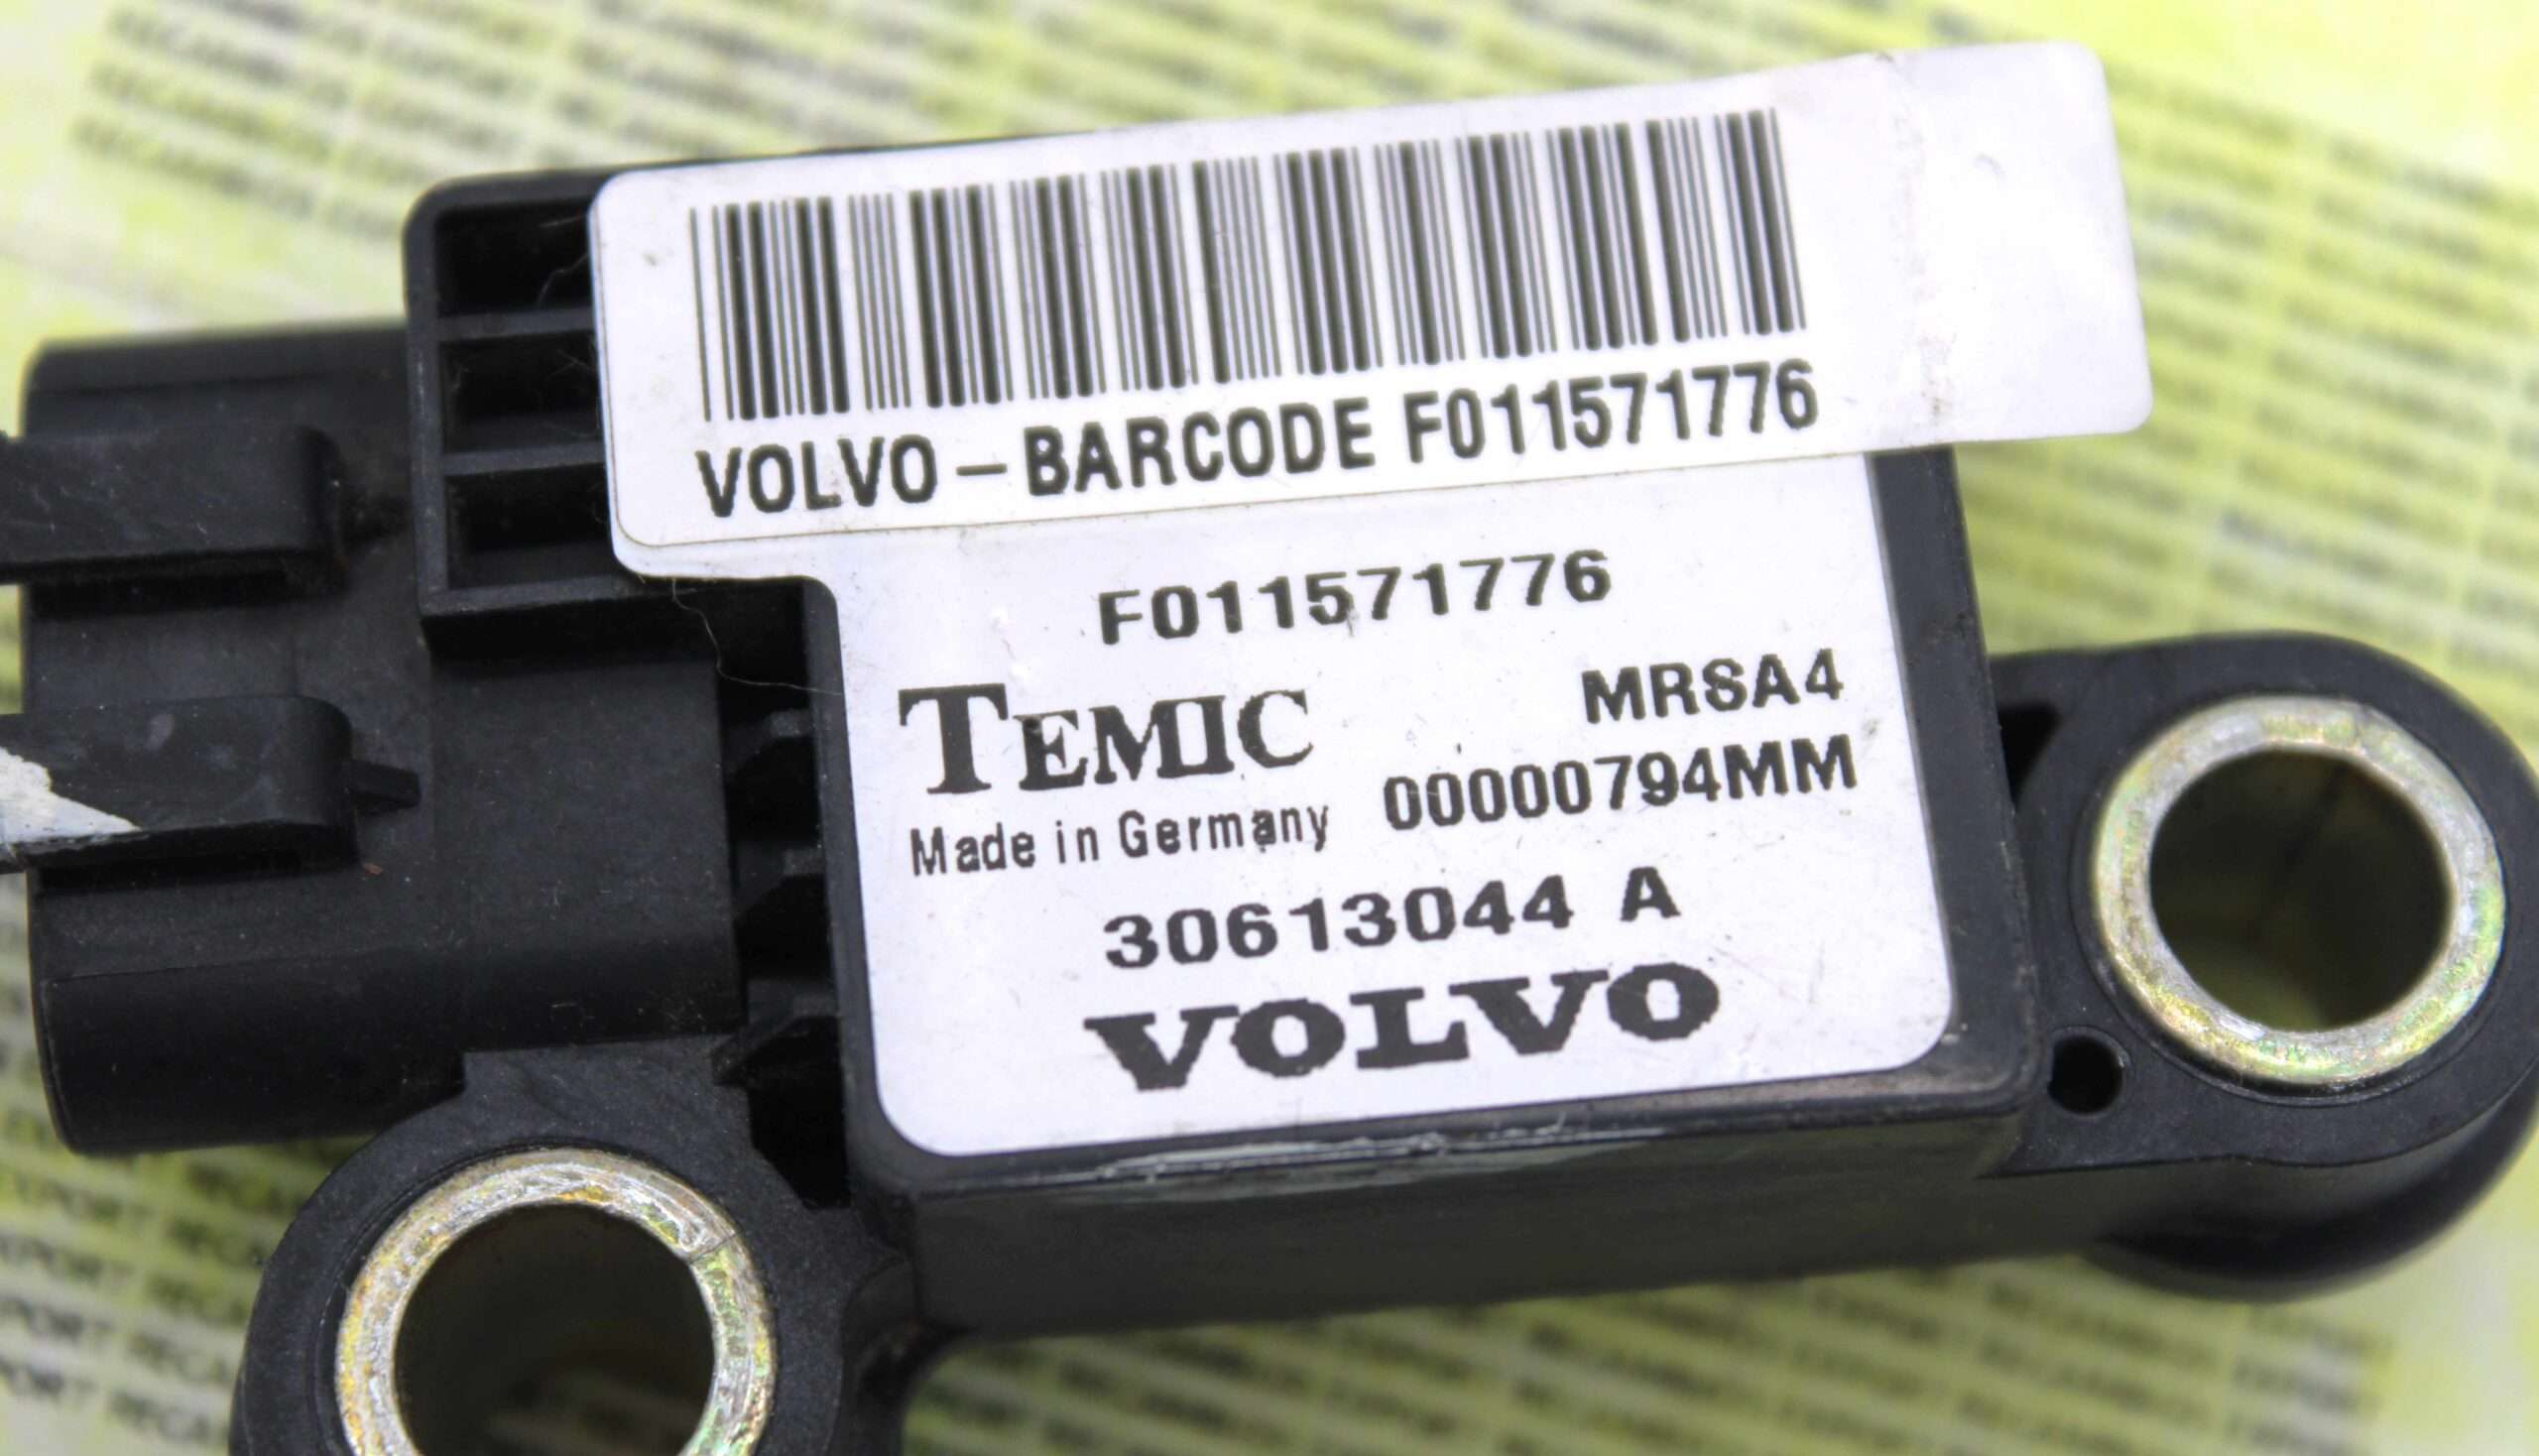 VOLVO – BARCODE F011571776
F011571776
TEMIC MRSA4
Made in Germany 00000794MM
30613044 A
VOLVO